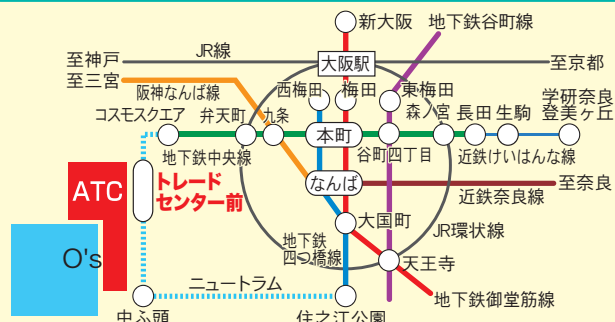 新大阪
地下鉄谷町線
JR線
至神戸
大阪駅
至京都
至三宮
阪神なんば線
西梅田
梅田
東梅田
学研奈良
登美ヶ丘
コスモスクエア
弁天町
九条
森ノ宮
長田
生駒
本町
地下鉄中央線
谷町四丁目
近鉄けいはんな線
ATC
トレード
センター前
なんば
至奈良
近鉄奈良線
大国町
JR環状線
O's
地下鉄
四つ橋線
天王寺
ニュートラム
地下鉄御堂筋線
中ふ頭
住之江公園